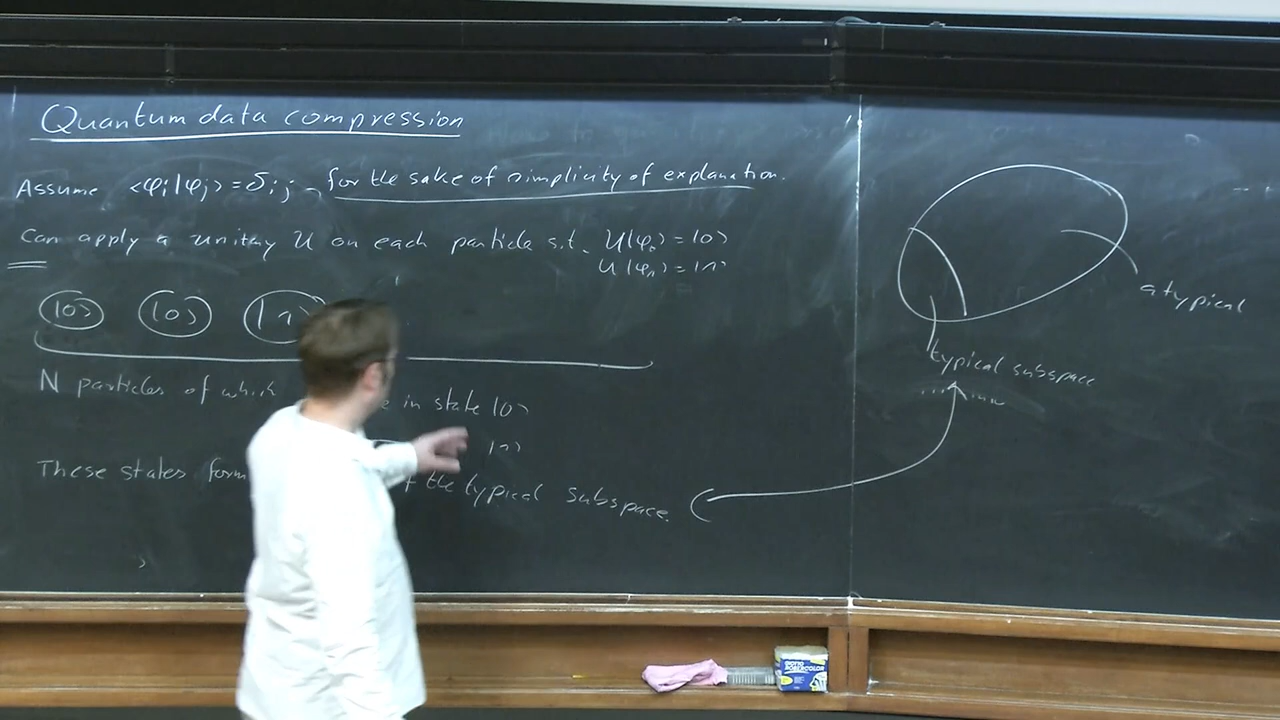 Quantum data compression
Assume <φi|φj> = δij, for the sake of simplicity of explanation.
Can apply a unitary U on each particle s.t. U|φ0> = |0>
U|φ1> = |1>
|0> |0> |1>
N particles of which
in state |0>
|1>
These states form
of the typical subspace.
atypical
typical subspace